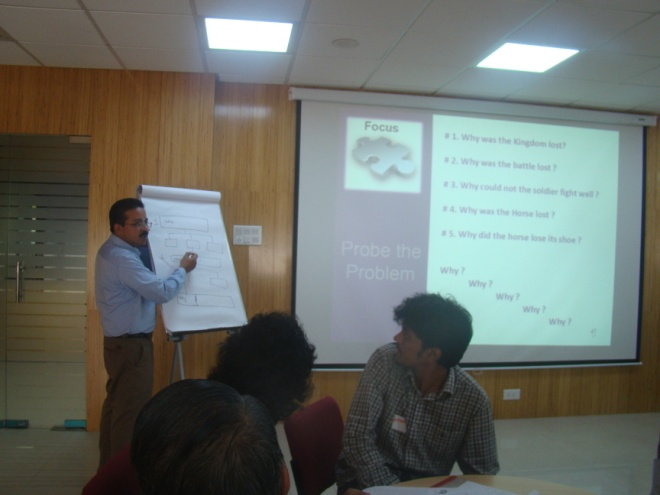 Focus
# 1. Why was the Kingdom lost?
# 2. Why was the battle lost ?
# 3. Why could not the soldier fight well ?
# 4. Why was the Horse lost ?
# 5. Why did the horse lose its shoe ?
Probe the
Problem
Why ?
Why ?
Why ?
Why ?
Why ?